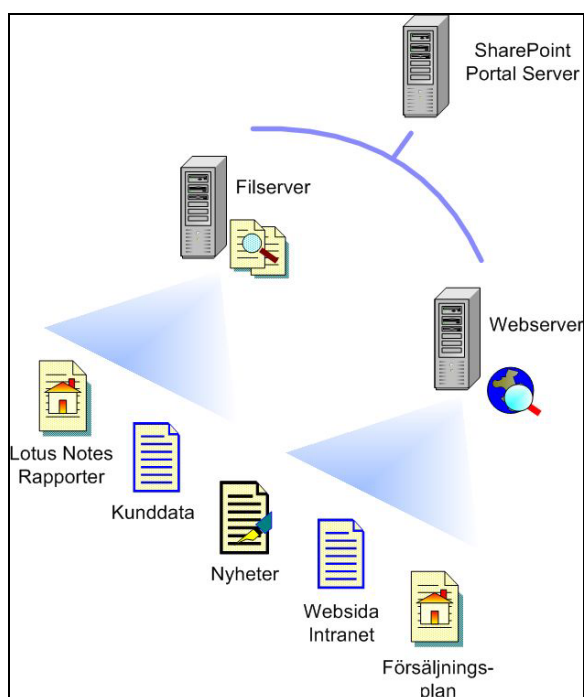 SharePoint
Portal Server
Filserver
Webserver
Lotus Notes
Rapporter
Kunddata
Nyheter
Websida
Intranet
Försäljnings-
plan